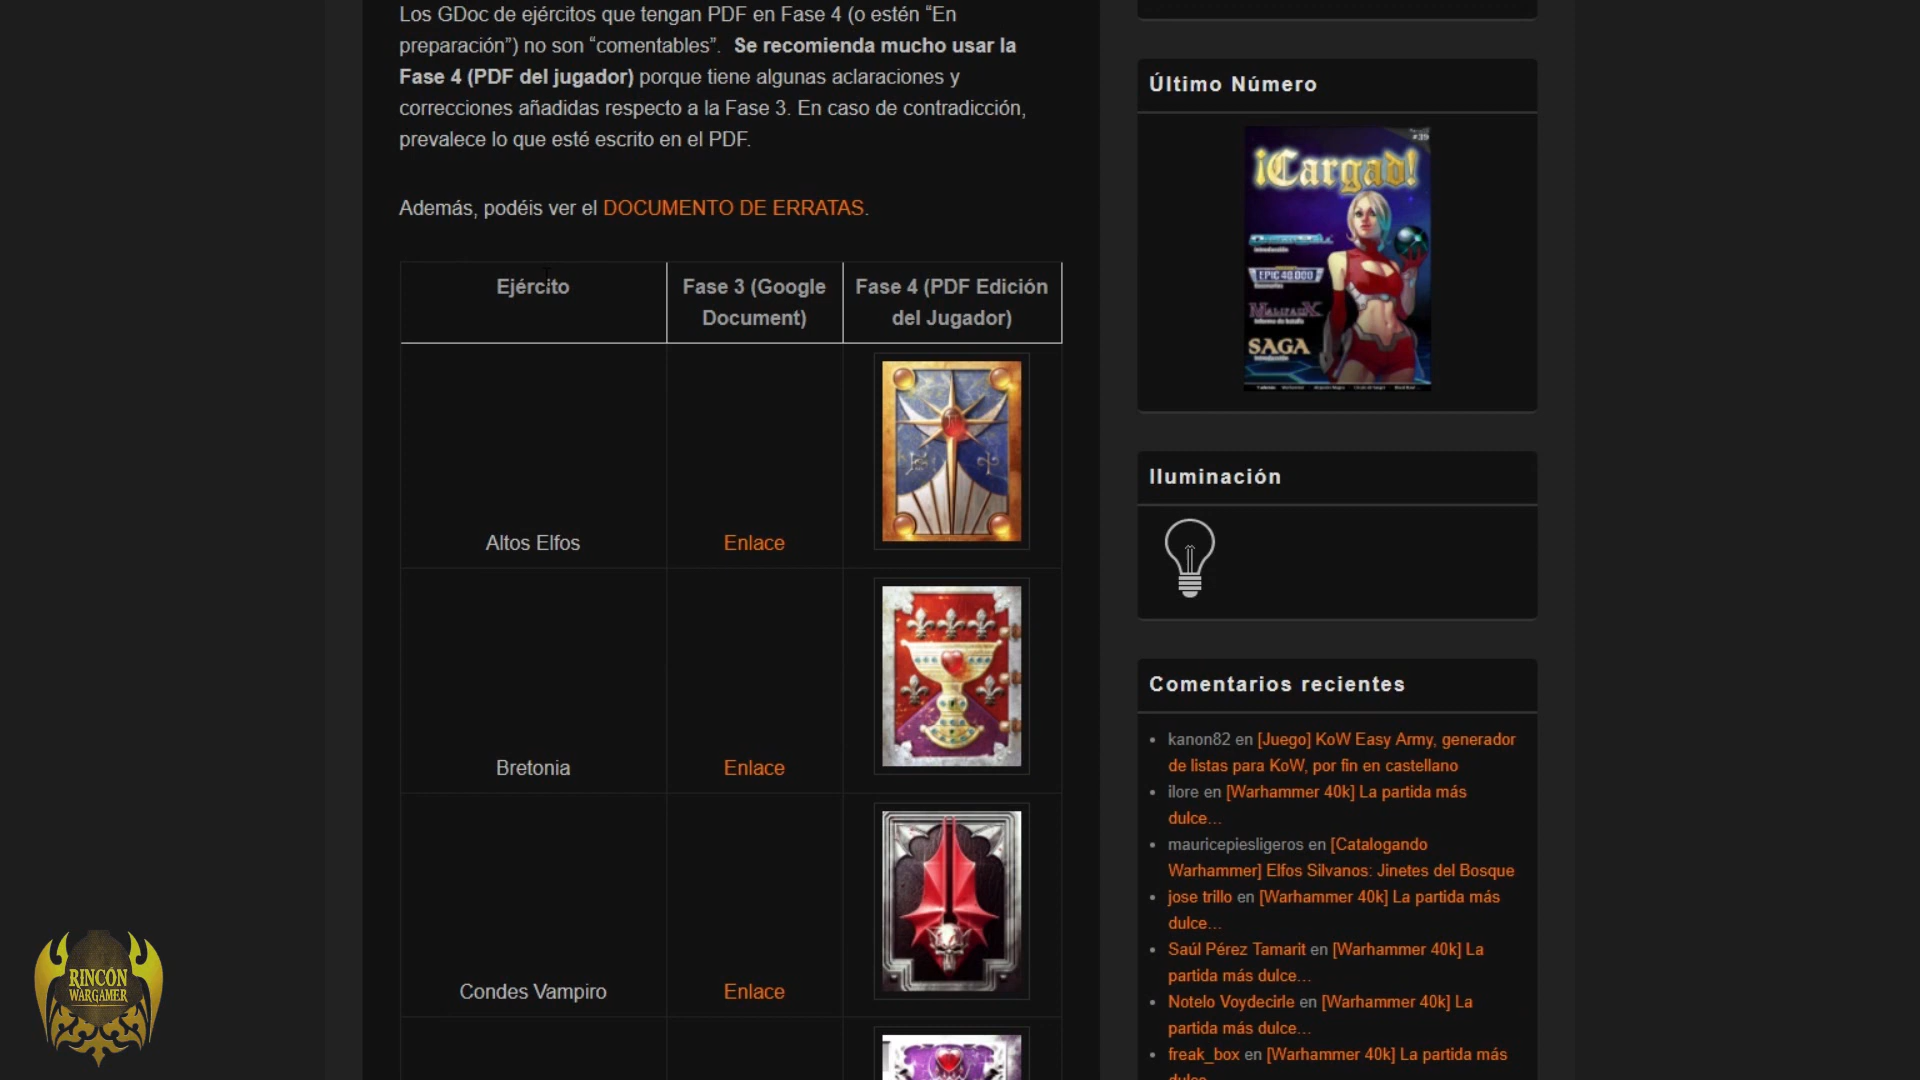 Los GDoc de ejércitos que tengan PDF en Fase 4 (o estén “En
preparación”) no son “comentables”. Se recomienda mucho usar la
Fase 4 (PDF del jugador) porque tiene algunas aclaraciones y
correcciones añadidas respecto a la Fase 3. En caso de contradicción,
prevalece lo que esté escrito en el PDF.
Además, podéis ver el DOCUMENTO DE ERRATAS.
Ejército
Fase 3 (Google
Document)
Fase 4 (PDF Edición
del Jugador)
Altos Elfos
Enlace
Bretonia
Enlace
Condes Vampiro
Enlace
Último Número
#39
¡Cargad!
EPIC 40.000
MALIFAUX
SAGA
Introducción
Iluminación
Comentarios recientes
kanon82 en [Juego] KoW Easy Army, generador
de listas para KoW, por fin en castellano
ilore en [Warhammer 40k] La partida más
dulce…
mauricepiesligeros en [Catalogando
Warhammer] Elfos Silvanos: Jinetes del Bosque
jose trillo en [Warhammer 40k] La partida más
dulce…
Saúl Pérez Tamarit en [Warhammer 40k] La
partida más dulce…
Notelo Voydecirle en [Warhammer 40k] La
partida más dulce…
freak_box en [Warhammer 40k] La partida más
RINCÓN
WARGAMER